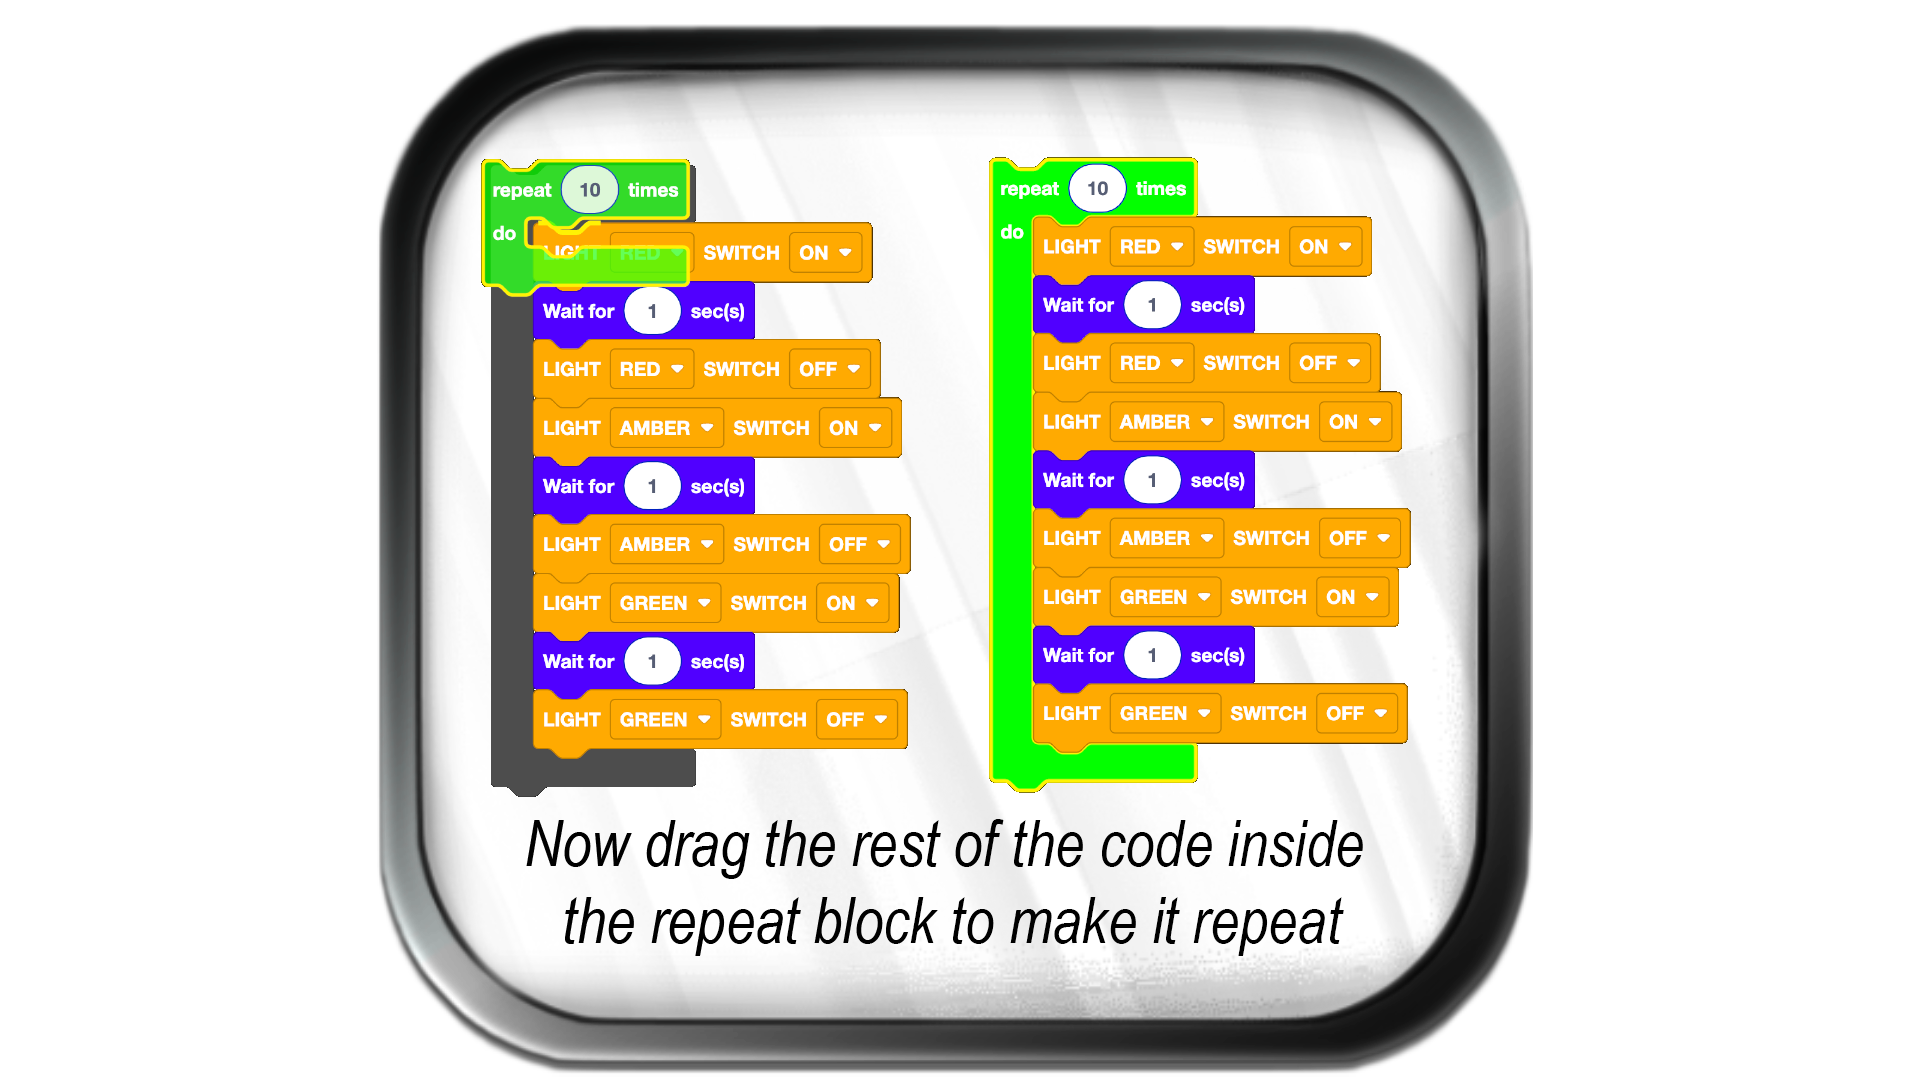 repeat 10 times
do
LIGHT RED SWITCH ON
Wait for 1 sec(s)
LIGHT RED SWITCH OFF
LIGHT AMBER SWITCH ON
Wait for 1 sec(s)
LIGHT AMBER SWITCH OFF
LIGHT GREEN SWITCH ON
Wait for 1 sec(s)
LIGHT GREEN SWITCH OFF
repeat 10 times
do
LIGHT RED SWITCH ON
Wait for 1 sec(s)
LIGHT RED SWITCH OFF
LIGHT AMBER SWITCH ON
Wait for 1 sec(s)
LIGHT AMBER SWITCH OFF
LIGHT GREEN SWITCH ON
Wait for 1 sec(s)
LIGHT GREEN SWITCH OFF
Now drag the rest of the code inside
the repeat block to make it repeat